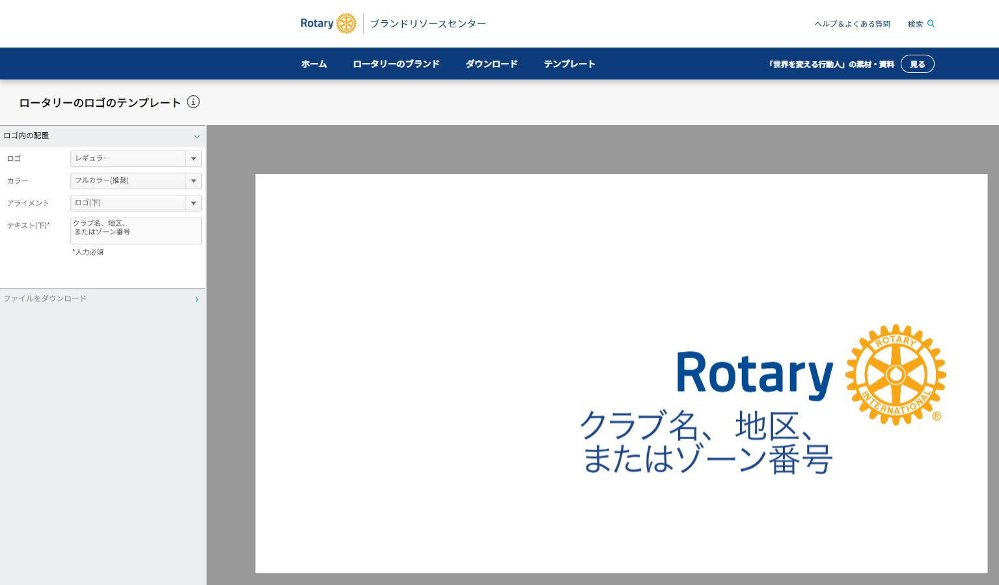 Rotary ブランドリソースセンター
ヘルプ＆よくある質問 検索
ホーム ロータリーのブランド ダウンロード テンプレート 「世界を変える行動人」の素材・資料 見る
ロータリーのロゴのテンプレート
ロゴ内の配置
ロゴ レギュラー
カラー フルカラー(推奨)
アライメント ロゴ(下)
テキスト(下)* クラブ名、地区、
またはゾーン番号
*入力必須
ファイルをダウンロード
Rotary
ROTARY
INTERNATIONAL
®
クラブ名、地区、
またはゾーン番号